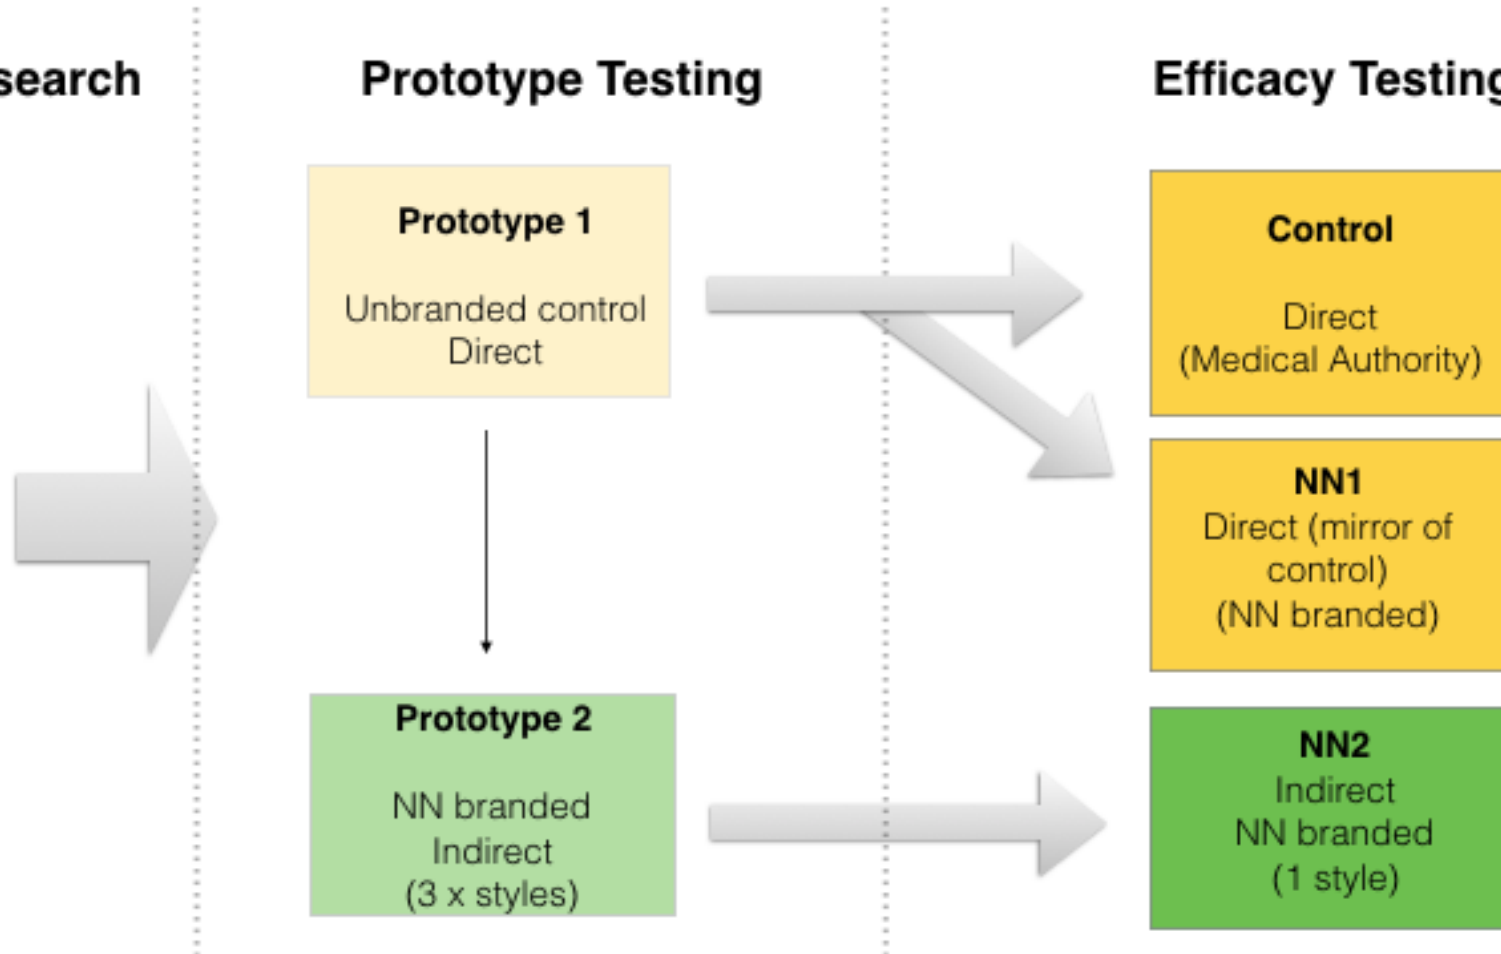 search
Prototype Testing
Efficacy Testing
Prototype 1
Unbranded control
Direct
Prototype 2
NN branded
Indirect
(3 x styles)
Control
Direct
(Medical Authority)
NN1
Direct (mirror of
control)
(NN branded)
NN2
Indirect
NN branded
(1 style)